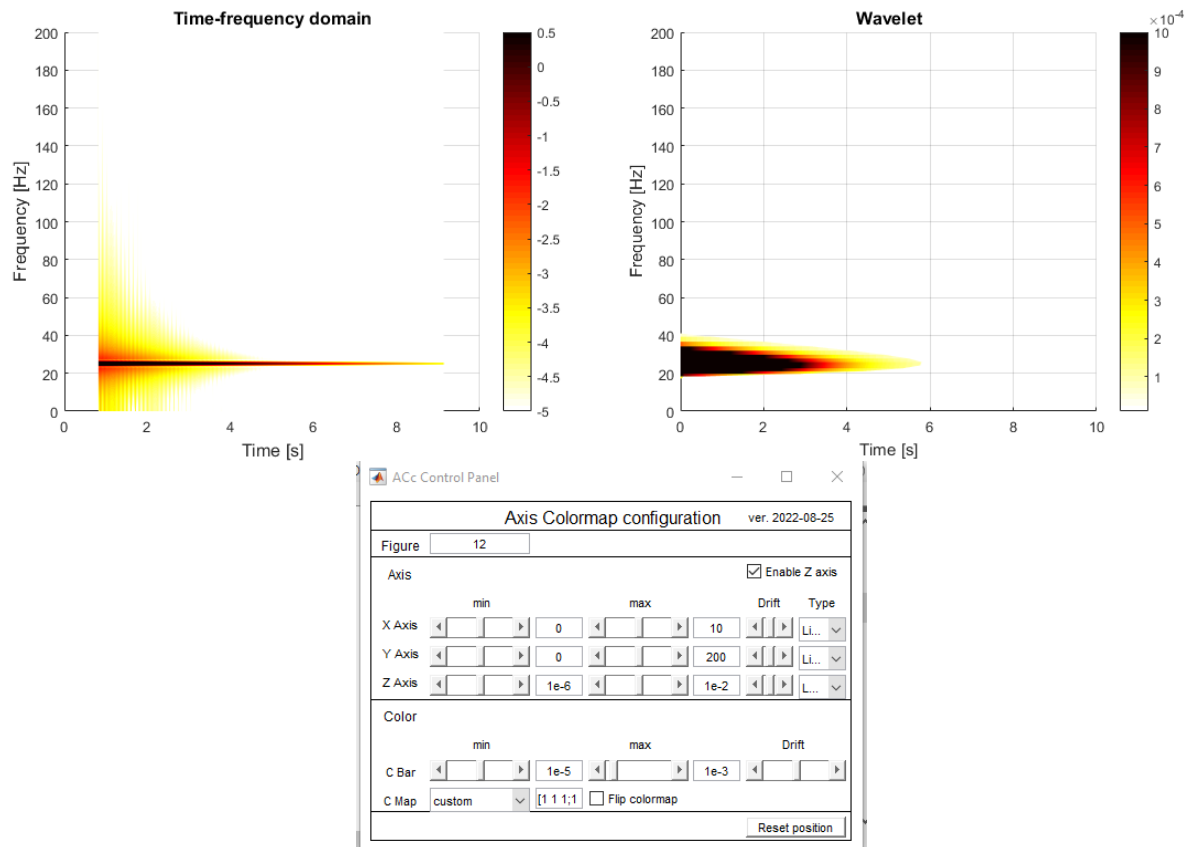 Time-frequency domain
200
180
160
140
120
100
80
60
40
20
0
Frequency [Hz]
0 2 4 6 8 10
Time [s]
0.5
0
-0.5
-1
-1.5
-2
-2.5
-3
-3.5
-4
-4.5
-5
Wavelet
200
180
160
140
120
100
80
60
40
20
0
Frequency [Hz]
0 2 4 6 8 10
Time [s]
×10-4
10
9
8
7
6
5
4
3
2
1
ACc Control Panel
Axis Colormap configuration ver. 2022-08-25
Figure 12
Axis Enable Z axis
min max Drift Type
X Axis 0 10 Li...
Y Axis 0 200 Li...
Z Axis 1e-6 1e-2 L...
Color
min max Drift
C Bar 1e-5 1e-3
C Map custom [1 1 1;1 Flip colormap
Reset position